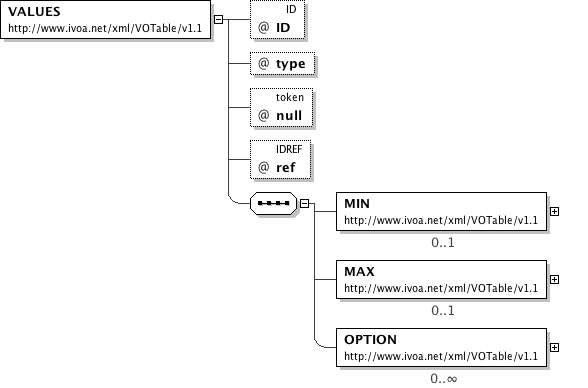 VALUES
http://www.ivoa.net/xml/VOTable/v1.1
ID
@ ID
@ type
token
@ null
IDREF
@ ref
MIN
http://www.ivoa.net/xml/VOTable/v1.1
0..1
MAX
http://www.ivoa.net/xml/VOTable/v1.1
0..1
OPTION
http://www.ivoa.net/xml/VOTable/v1.1
0..∞